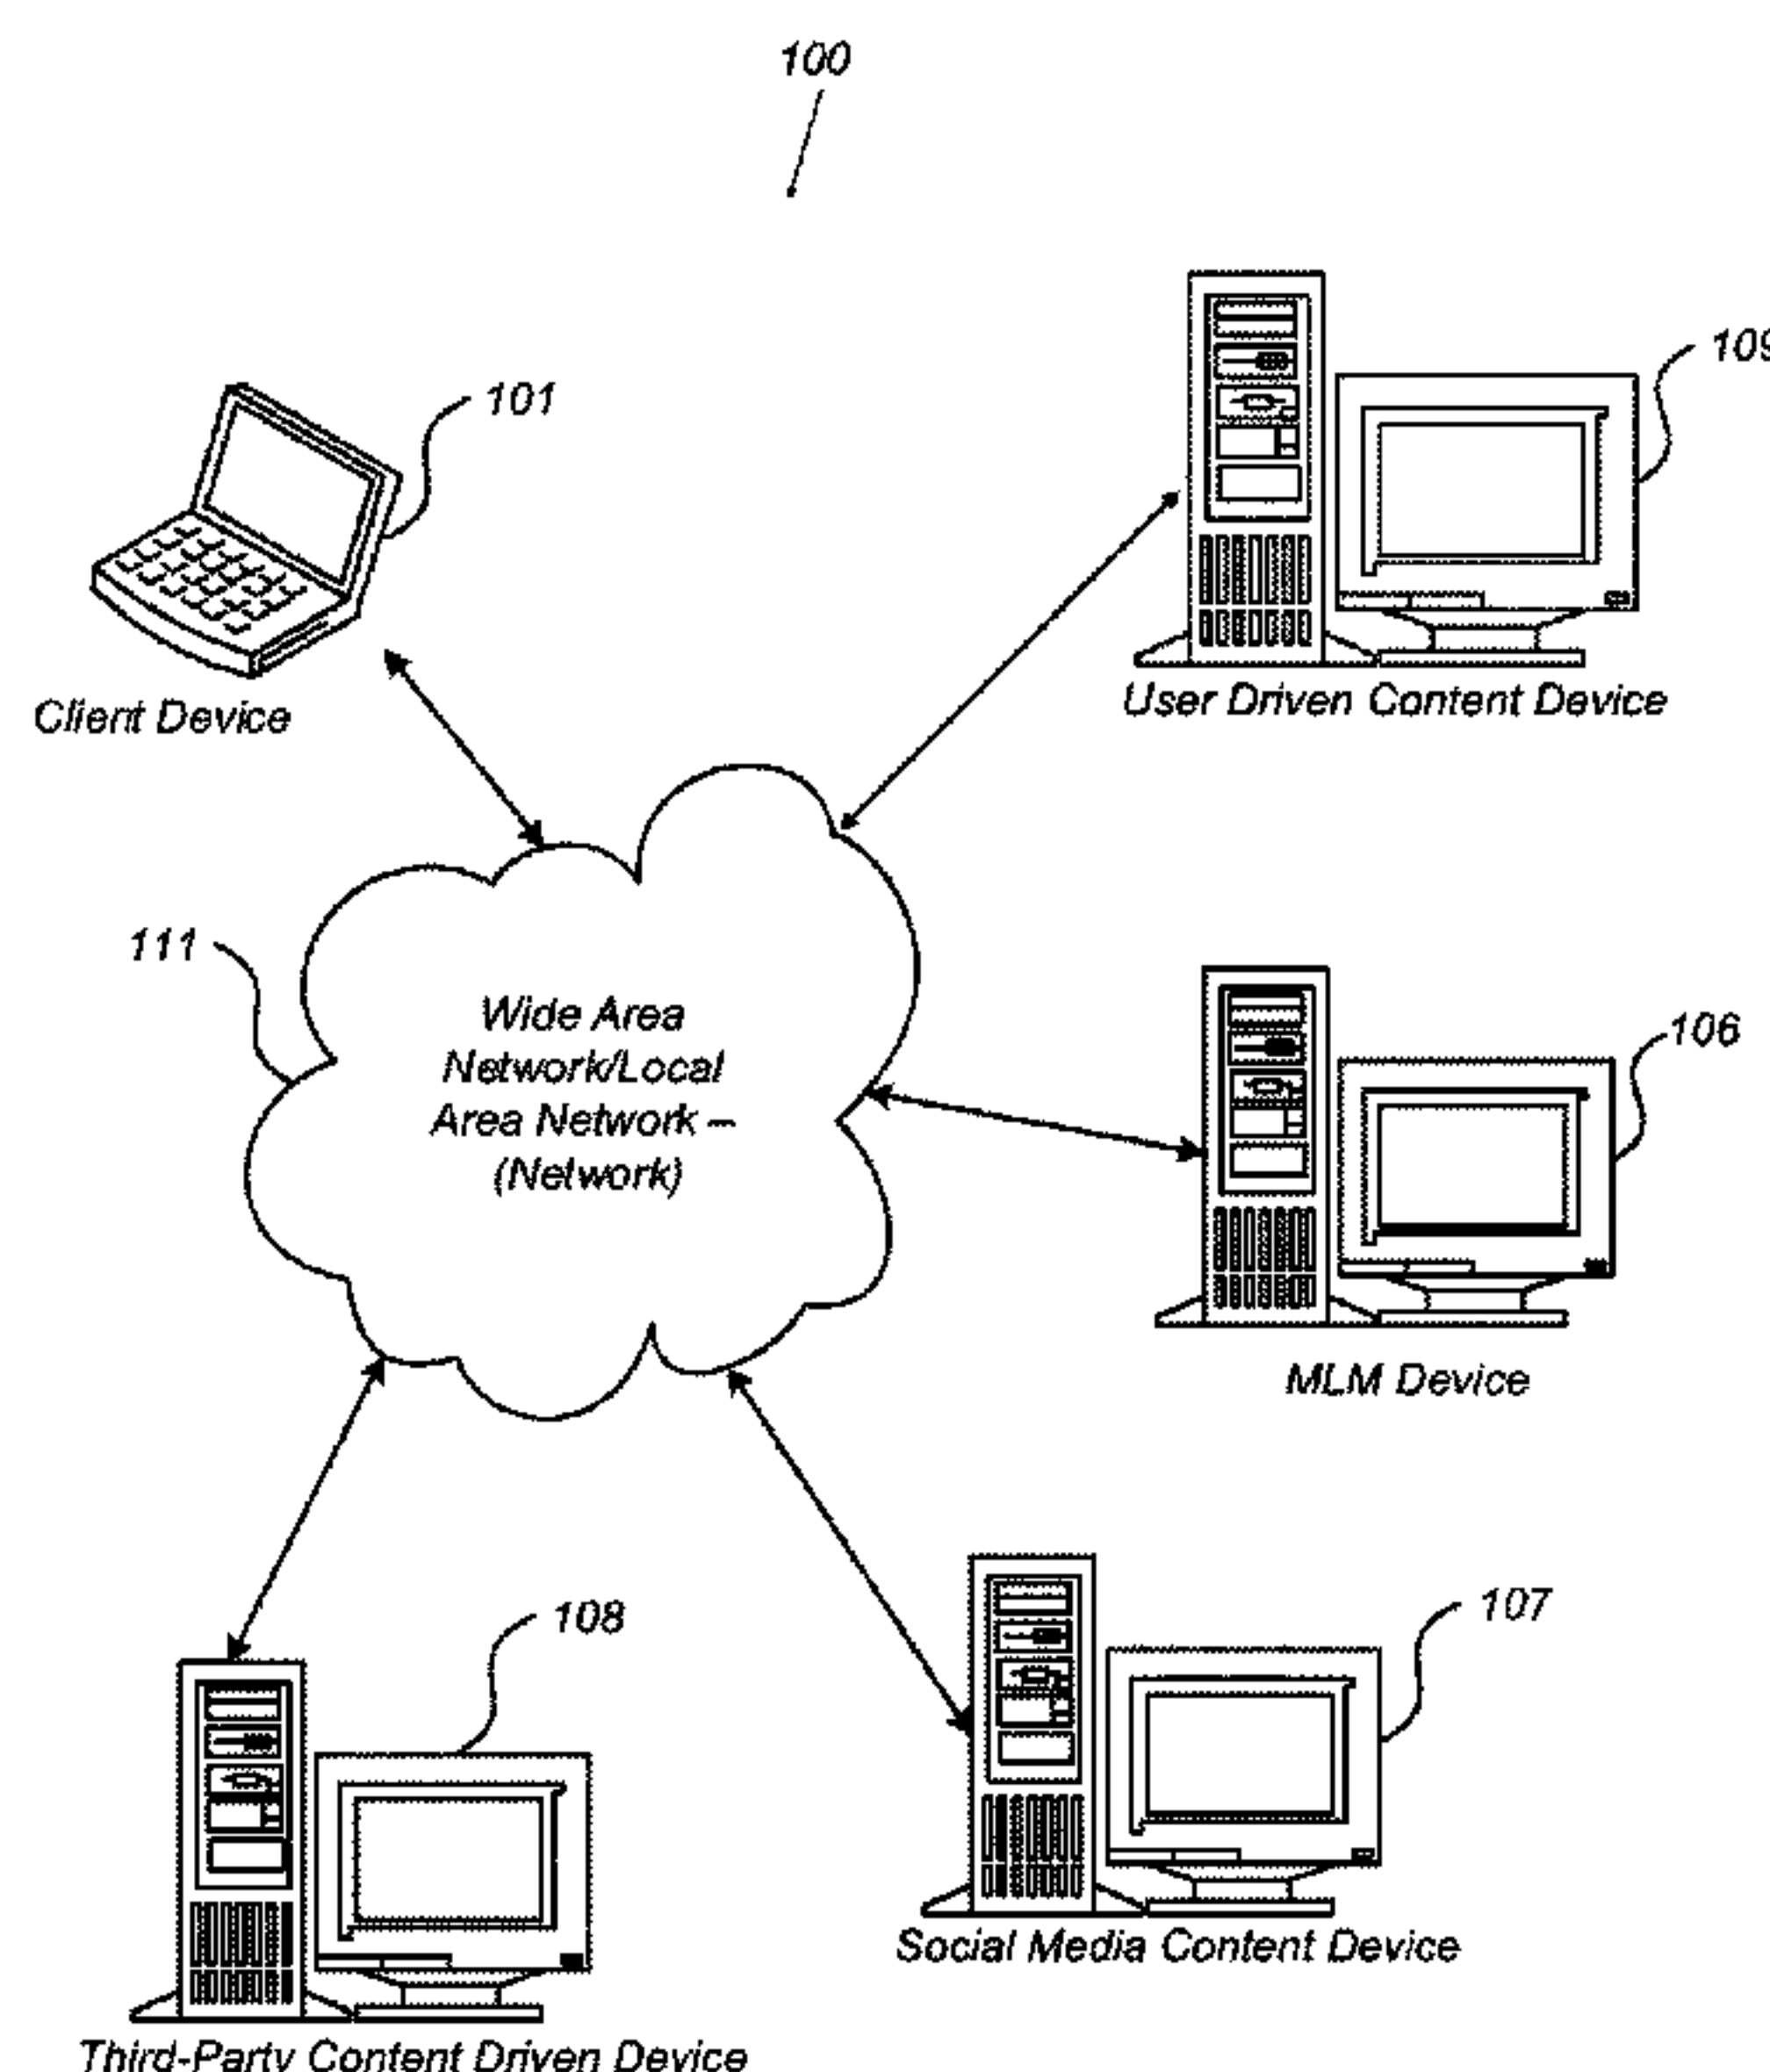 100
109
101
User Driven Content Device
Client Device
111
Wide Area
Network/Local
Area Network –
(Network)
106
MLM Device
108
107
Social Media Content Device
Third-Party Content Driven Device